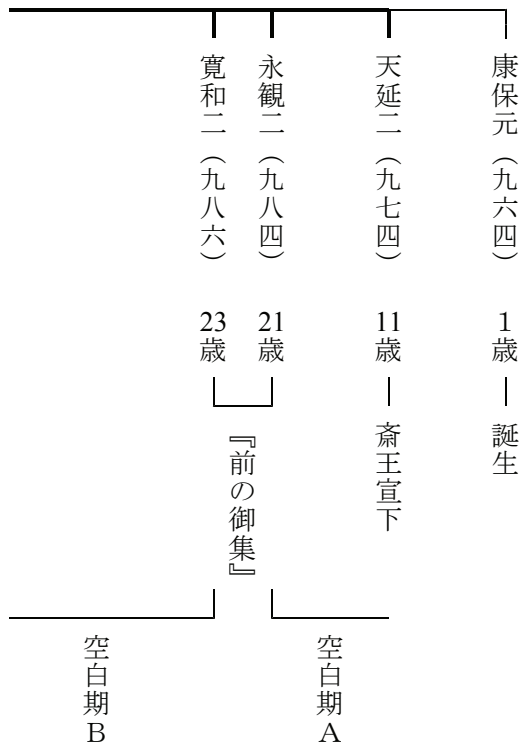 康保元（九六四） 1歳 誕生
天延二（九七四） 11歳 斎王宣下
永観二（九八四） 21歳
寛和二（九八六） 23歳
『前の御集』
空白期A
空白期B